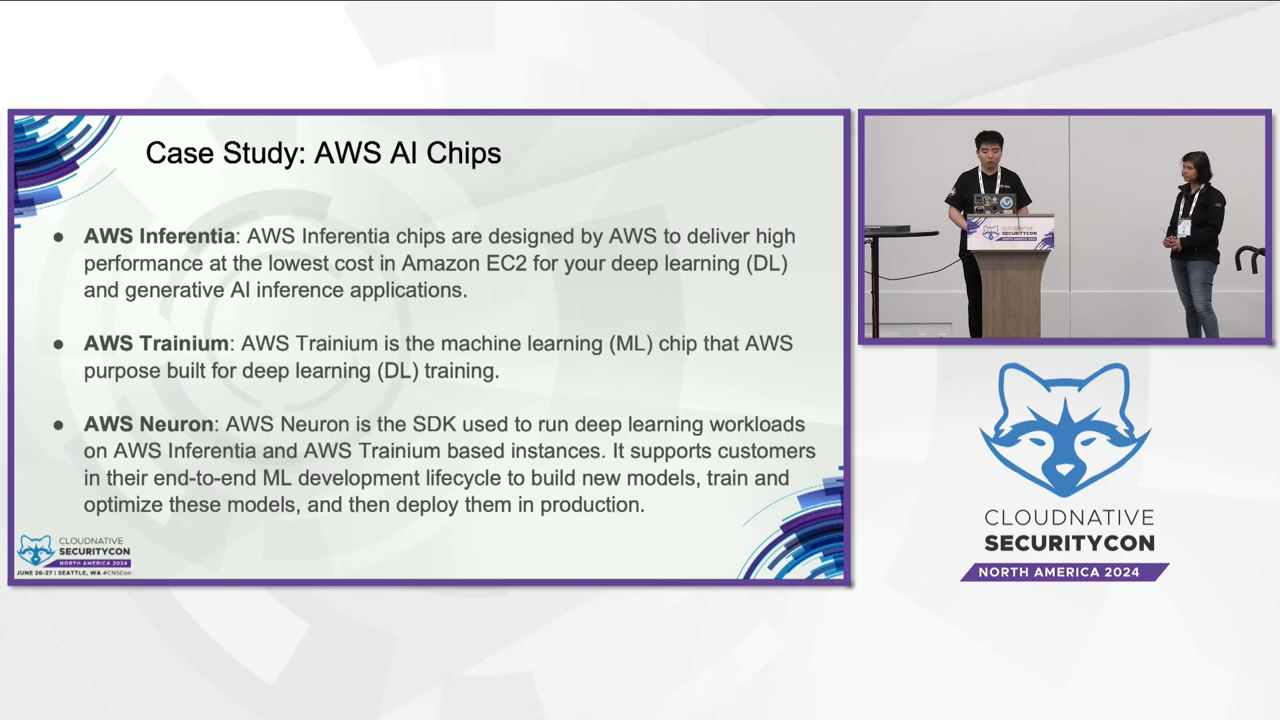 Case Study: AWS AI Chips
● AWS Inferentia: AWS Inferentia chips are designed by AWS to deliver high
performance at the lowest cost in Amazon EC2 for your deep learning (DL)
and generative AI inference applications.
● AWS Trainium: AWS Trainium is the machine learning (ML) chip that AWS
purpose built for deep learning (DL) training.
● AWS Neuron: AWS Neuron is the SDK used to run deep learning workloads
on AWS Inferentia and AWS Trainium based instances. It supports customers
in their end-to-end ML development lifecycle to build new models, train and
optimize these models, and then deploy them in production.
CLOUDNATIVE
SECURITYCON
NORTH AMERICA 2024
JUNE 26-27 | SEATTLE, WA #CNSCon
CLOUDNATIVE
SECURITYCON
NORTH AMERICA 2024
CLOUDNATIVE
SECURITYCON
NORTH AMERICA 2024